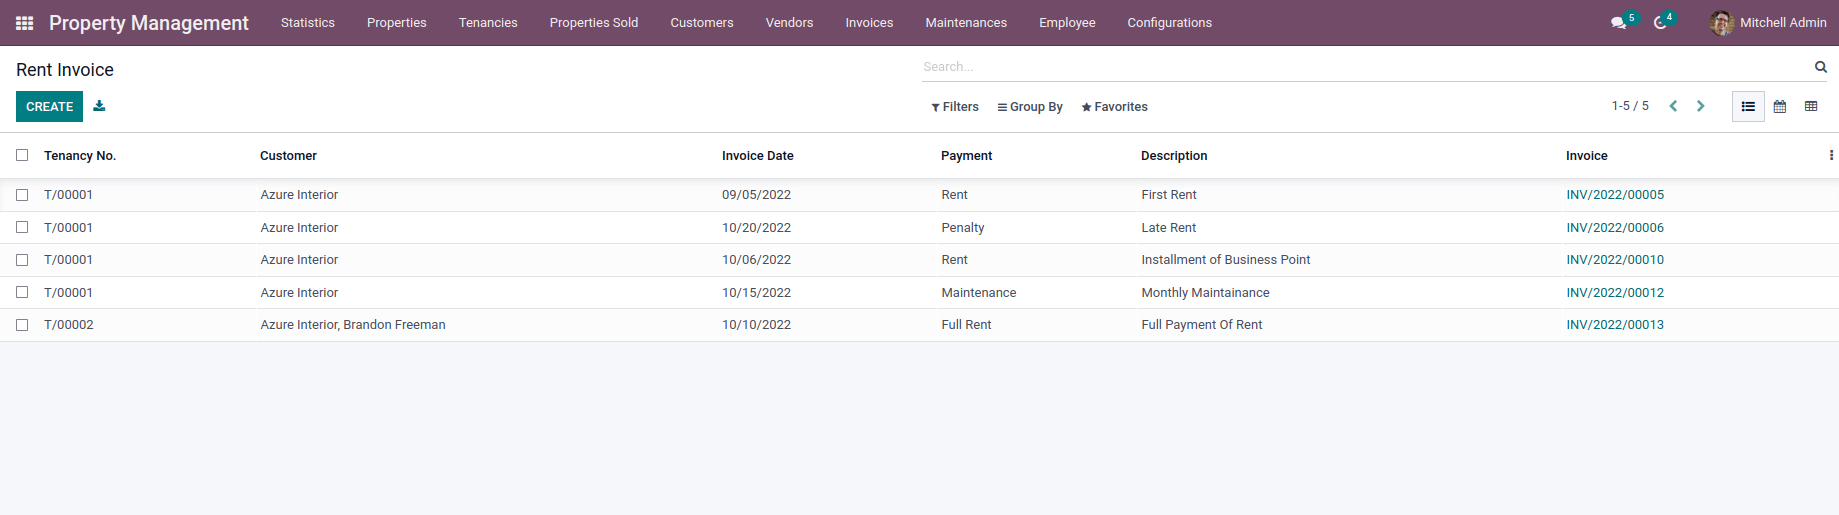 Property Management Statistics Properties Tenancies Properties Sold Customers Vendors Invoices Maintenances Employee Configurations 5 4 Mitchell Admin
Rent Invoice Search...
CREATE Filters Group By Favorites 1-5 / 5
Tenancy No. Customer Invoice Date Payment Description Invoice
T/00001 Azure Interior 09/05/2022 Rent First Rent INV/2022/00005
T/00001 Azure Interior 10/20/2022 Penalty Late Rent INV/2022/00006
T/00001 Azure Interior 10/06/2022 Rent Installment of Business Point INV/2022/00010
T/00001 Azure Interior 10/15/2022 Maintenance Monthly Maintainance INV/2022/00012
T/00002 Azure Interior, Brandon Freeman 10/10/2022 Full Rent Full Payment Of Rent INV/2022/00013